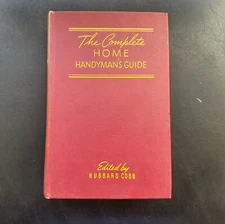 The Complete
HOME
HANDYMAN'S GUIDE
Edited by
HUBBARD COBB